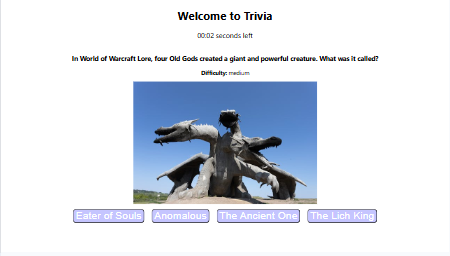 Welcome to Trivia
00:02 seconds left
In World of Warcraft Lore, four Old Gods created a giant and powerful creature. What was it called?
Difficulty: medium
Eater of Souls Anomalous The Ancient One The Lich King